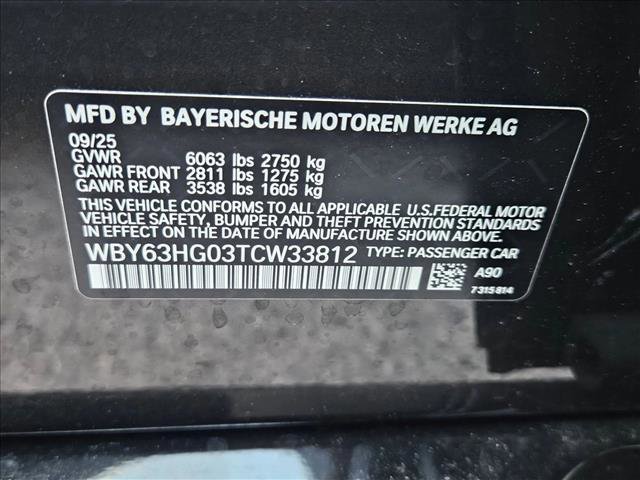 MFD BY BAYERISCHE MOTOREN WERKE AG
09/25
GVWR 6063 lbs 2750 kg
GAWR FRONT 2811 lbs 1275 kg
GAWR REAR 3538 lbs 1605 kg
THIS VEHICLE CONFORMS TO ALL APPLICABLE U.S.FEDERAL MOTOR
VEHICLE SAFETY, BUMPER AND THEFT PREVENTION STANDARDS
IN EFFECT ON THE DATE OF MANUFACTURE SHOWN ABOVE.
WBY63HG03TCW33812 TYPE: PASSENGER CAR
A90
7315814